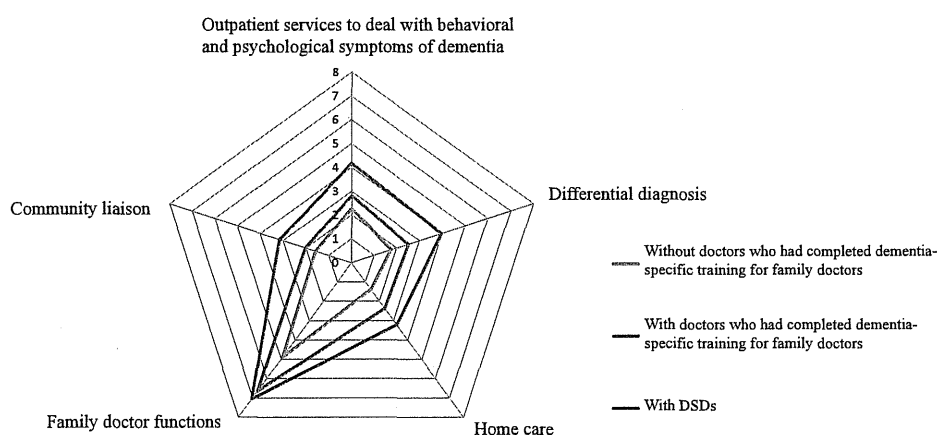 Outpatient services to deal with behavioral
and psychological symptoms of dementia
8
7
6
5
4
3
2
1
0
Differential diagnosis
Community liaison
Without doctors who had completed dementia-
specific training for family doctors
With doctors who had completed dementia-
specific training for family doctors
With DSDs
Family doctor functions
Home care